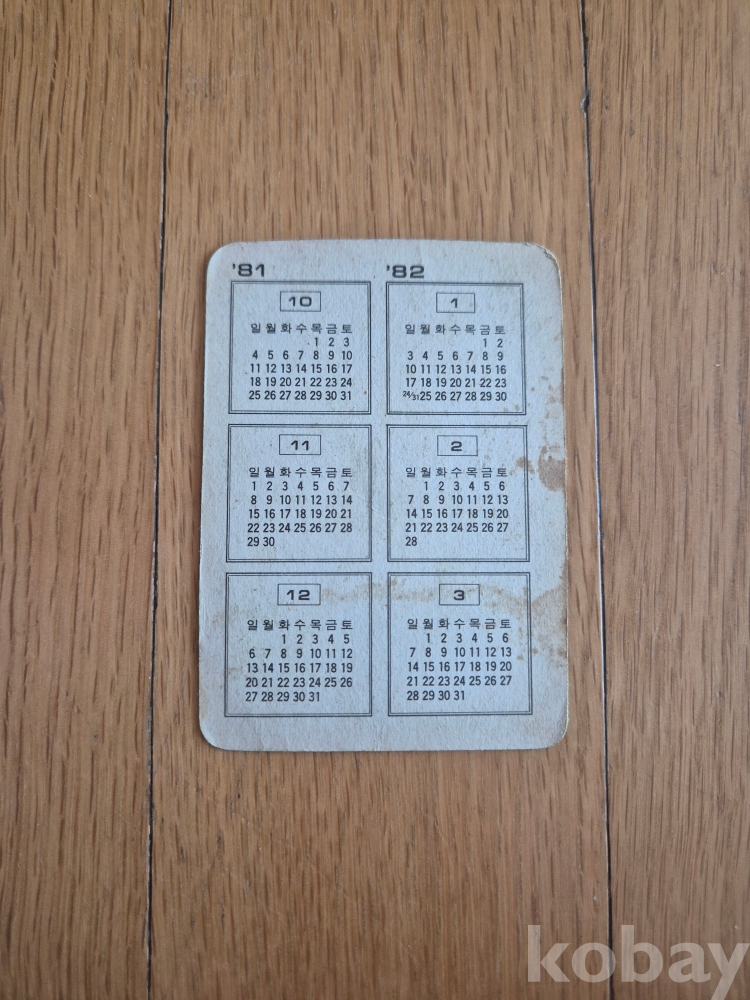 '81
10
일 월 화 수 목 금 토
1 2 3
4 5 6 7 8 9 10
11 12 13 14 15 16 17
18 19 20 21 22 23 24
25 26 27 28 29 30 31
11
일 월 화 수 목 금 토
1 2 3 4 5 6 7
8 9 10 11 12 13 14
15 16 17 18 19 20 21
22 23 24 25 26 27 28
29 30
12
일 월 화 수 목 금 토
1 2 3 4 5
6 7 8 9 10 11 12
13 14 15 16 17 18 19
20 21 22 23 24 25 26
27 28 29 30 31
'82
1
일 월 화 수 목 금 토
1 2
3 4 5 6 7 8 9
10 11 12 13 14 15 16
17 18 19 20 21 22 23
24/31 25 26 27 28 29 30
2
일 월 화 수 목 금 토
1 2 3 4 5 6
7 8 9 10 11 12 13
14 15 16 17 18 19 20
21 22 23 24 25 26 27
28
3
일 월 화 수 목 금 토
1 2 3 4 5 6
7 8 9 10 11 12 13
14 15 16 17 18 19 20
21 22 23 24 25 26 27
28 29 30 31
kobay